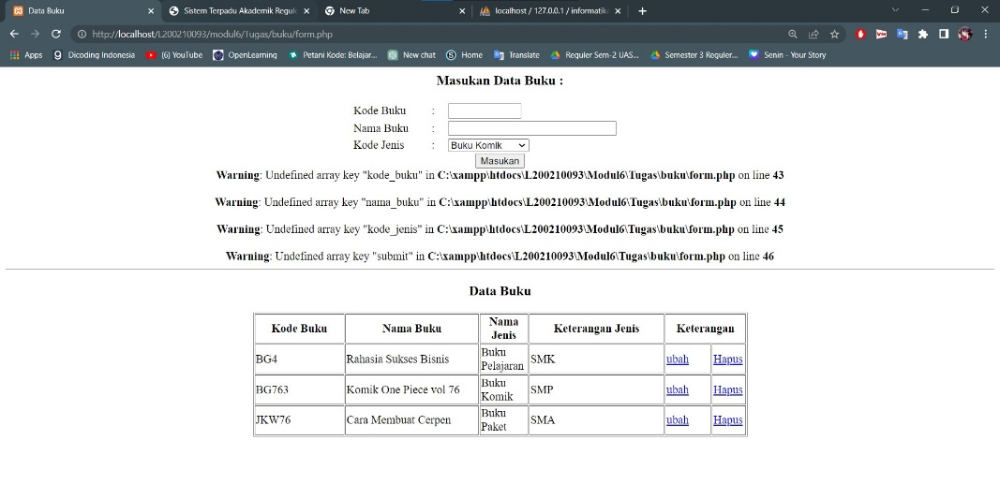 Data Buku
Sistem Terpadu Akademik Regule
New Tab
localhost / 127.0.0.1 / informatika
http://localhost/L200210093/modul6/Tugas/buku/form.php
Apps
Dicoding Indonesia
(6) YouTube
OpenLearning
Petani Kode: Belajar...
New chat
Home
Translate
Reguler Sem-2 UAS...
Semester 3 Reguler...
Senin - Your Story
Masukan Data Buku :
Kode Buku :
Nama Buku :
Kode Jenis : Buku Komik
Masukan
Warning: Undefined array key "kode_buku" in C:\xampp\htdocs\L200210093\Modul6\Tugas\buku\form.php on line 43
Warning: Undefined array key "nama_buku" in C:\xampp\htdocs\L200210093\Modul6\Tugas\buku\form.php on line 44
Warning: Undefined array key "kode_jenis" in C:\xampp\htdocs\L200210093\Modul6\Tugas\buku\form.php on line 45
Warning: Undefined array key "submit" in C:\xampp\htdocs\L200210093\Modul6\Tugas\buku\form.php on line 46
Data Buku
Kode Buku Nama Buku Nama Jenis Keterangan Jenis Keterangan
BG4 Rahasia Sukses Bisnis Buku Pelajaran SMK ubah Hapus
BG763 Komik One Piece vol 76 Buku Komik SMP ubah Hapus
JKW76 Cara Membuat Cerpen Buku Paket SMA ubah Hapus